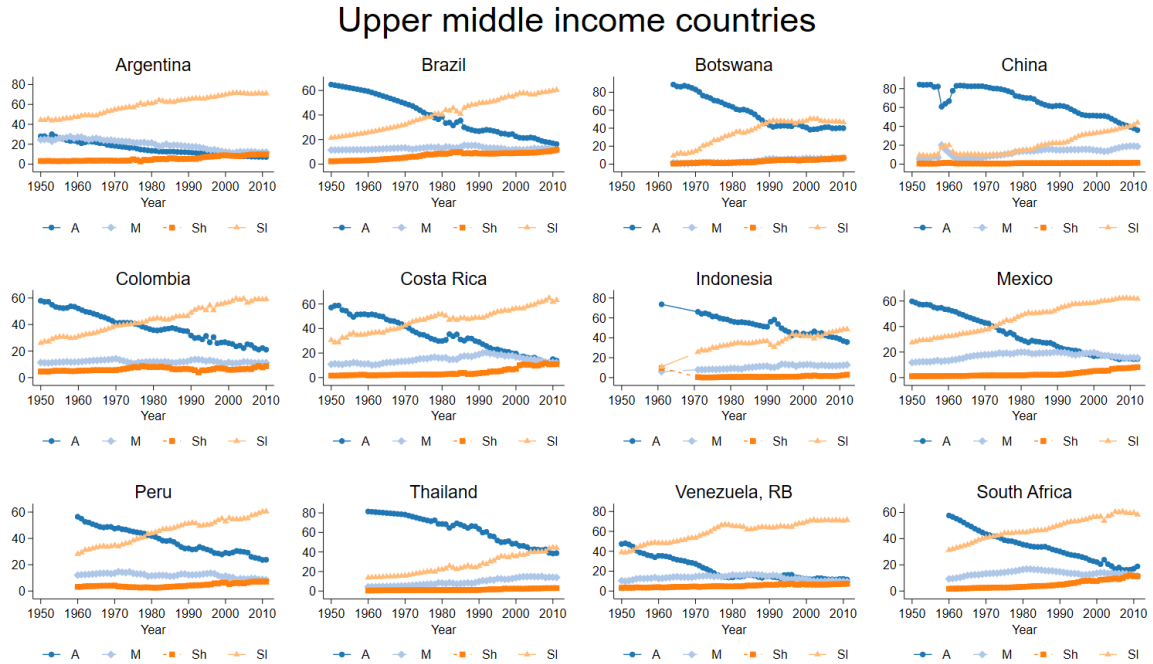 Upper middle income countries
Argentina Brazil Botswana China
80
60
40
20
0
1950 1960 1970 1980 1990 2000 2010
Year
A M Sh Sl
80
60
40
20
0
1950 1960 1970 1980 1990 2000 2010
Year
A M Sh Sl
80
60
40
20
0
1950 1960 1970 1980 1990 2000 2010
Year
A M Sh Sl
80
60
40
20
0
1950 1960 1970 1980 1990 2000 2010
Year
A M Sh Sl
Colombia Costa Rica Indonesia Mexico
60
40
20
0
1950 1960 1970 1980 1990 2000 2010
Year
A M Sh Sl
60
40
20
0
1950 1960 1970 1980 1990 2000 2010
Year
A M Sh Sl
80
60
40
20
0
1950 1960 1970 1980 1990 2000 2010
Year
A M Sh Sl
60
40
20
0
1950 1960 1970 1980 1990 2000 2010
Year
A M Sh Sl
Peru Thailand Venezuela, RB South Africa
60
40
20
0
1950 1960 1970 1980 1990 2000 2010
Year
A M Sh Sl
80
60
40
20
0
1950 1960 1970 1980 1990 2000 2010
Year
A M Sh Sl
80
60
40
20
0
1950 1960 1970 1980 1990 2000 2010
Year
A M Sh Sl
60
40
20
0
1950 1960 1970 1980 1990 2000 2010
Year
A M Sh Sl